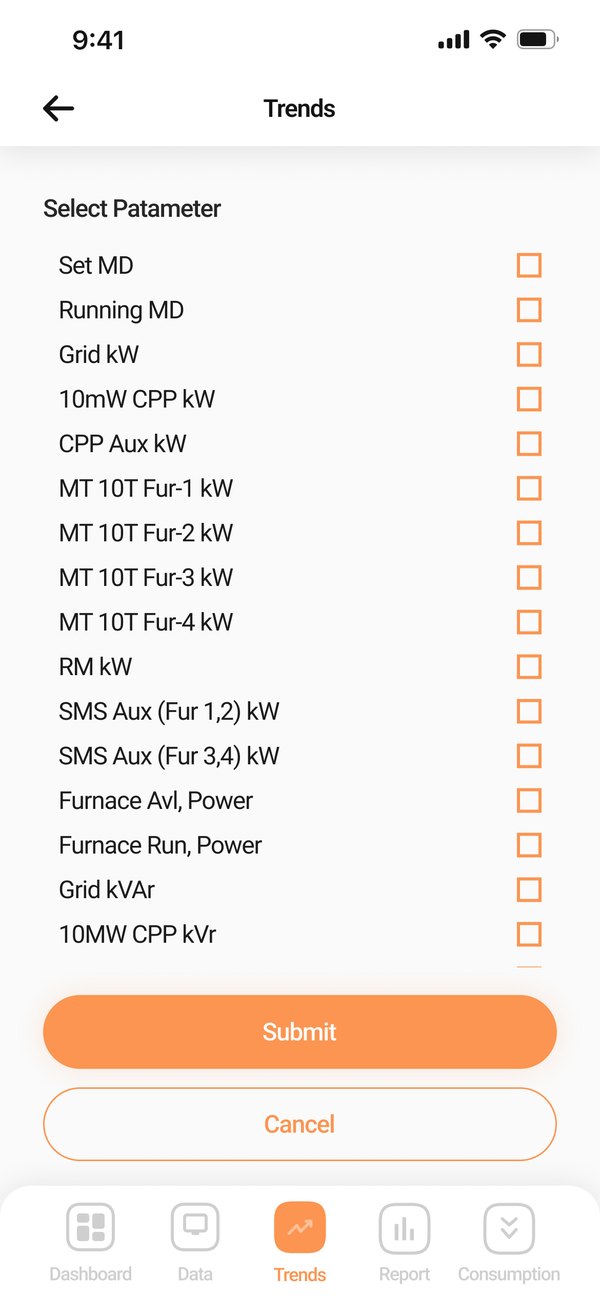 9:41
Trends
Select Patameter
Set MD
Running MD
Grid kW
10mW CPP kW
CPP Aux kW
MT 10T Fur-1 kW
MT 10T Fur-2 kW
MT 10T Fur-3 kW
MT 10T Fur-4 kW
RM kW
SMS Aux (Fur 1,2) kW
SMS Aux (Fur 3,4) kW
Furnace Avl, Power
Furnace Run, Power
Grid kVAr
10MW CPP kVr
Submit
Cancel
Dashboard Data Trends Report Consumption